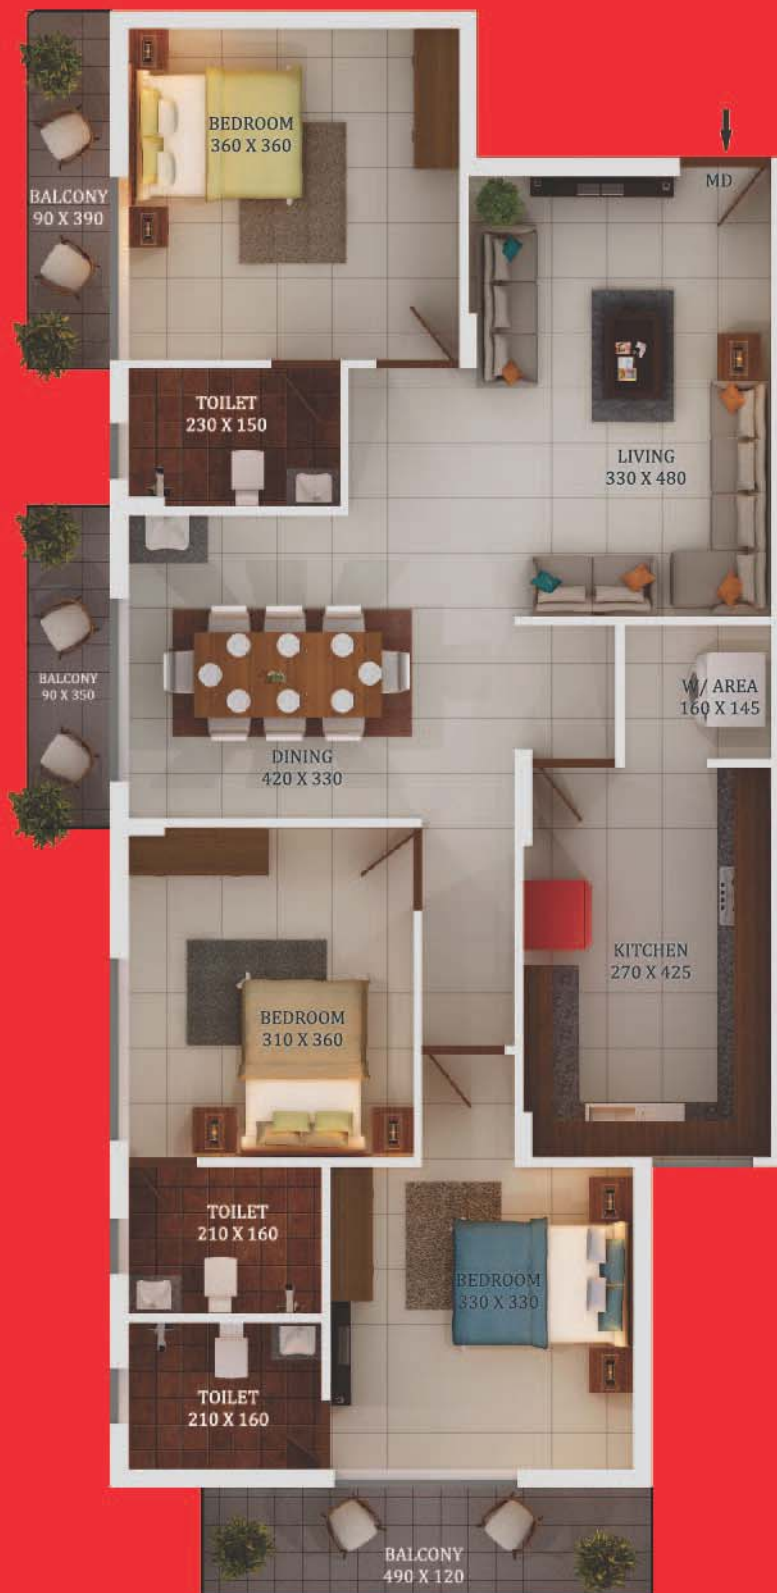 BEDROOM
360 X 360
MD
BALCONY
90 X 390
TOILET
230 X 150
LIVING
330 X 480
BALCONY
90 X 350
W/ AREA
160 X 145
DINING
420 X 330
KITCHEN
270 X 425
BEDROOM
310 X 360
TOILET
210 X 160
BEDROOM
330 X 330
TOILET
210 X 160
BALCONY
490 X 120